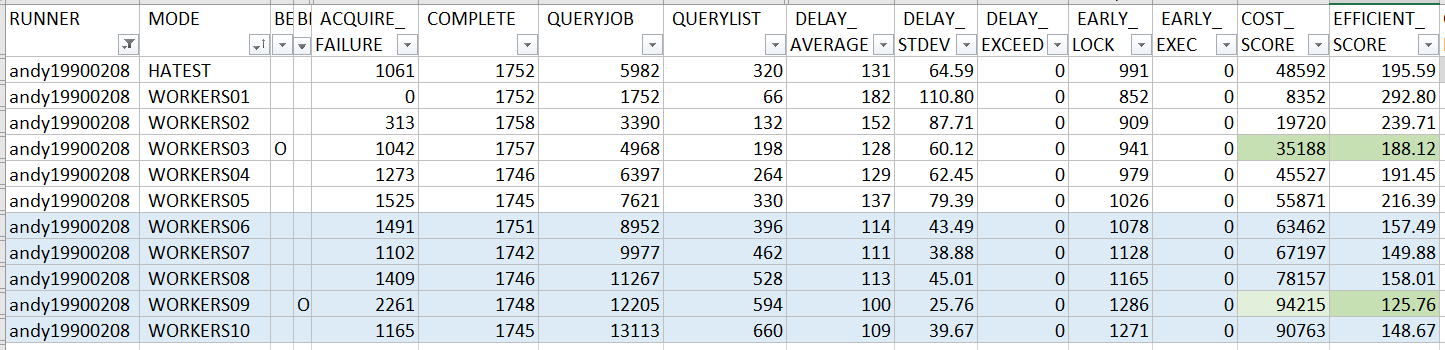 RUNNER MODE BE BI ACQUIRE_ FAILURE COMPLETE QUERYJOB QUERYLIST DELAY_ AVERAGE DELAY_ STDEV DELAY_ EXCEED EARLY_ LOCK EARLY_ EXEC COST_ SCORE EFFICIENT_ SCORE
andy19900208 HATEST 1061 1752 5982 320 131 64.59 0 991 0 48592 195.59
andy19900208 WORKERS01 0 1752 1752 66 182 110.80 0 852 0 8352 292.80
andy19900208 WORKERS02 313 1758 3390 132 152 87.71 0 909 0 19720 239.71
andy19900208 WORKERS03 O 1042 1757 4968 198 128 60.12 0 941 0 35188 188.12
andy19900208 WORKERS04 1273 1746 6397 264 129 62.45 0 979 0 45527 191.45
andy19900208 WORKERS05 1525 1745 7621 330 137 79.39 0 1026 0 55871 216.39
andy19900208 WORKERS06 1491 1751 8952 396 114 43.49 0 1078 0 63462 157.49
andy19900208 WORKERS07 1102 1742 9977 462 111 38.88 0 1128 0 67197 149.88
andy19900208 WORKERS08 1409 1746 11267 528 113 45.01 0 1165 0 78157 158.01
andy19900208 WORKERS09 O 2261 1748 12205 594 100 25.76 0 1286 0 94215 125.76
andy19900208 WORKERS10 1165 1745 13113 660 109 39.67 0 1271 0 90763 148.67